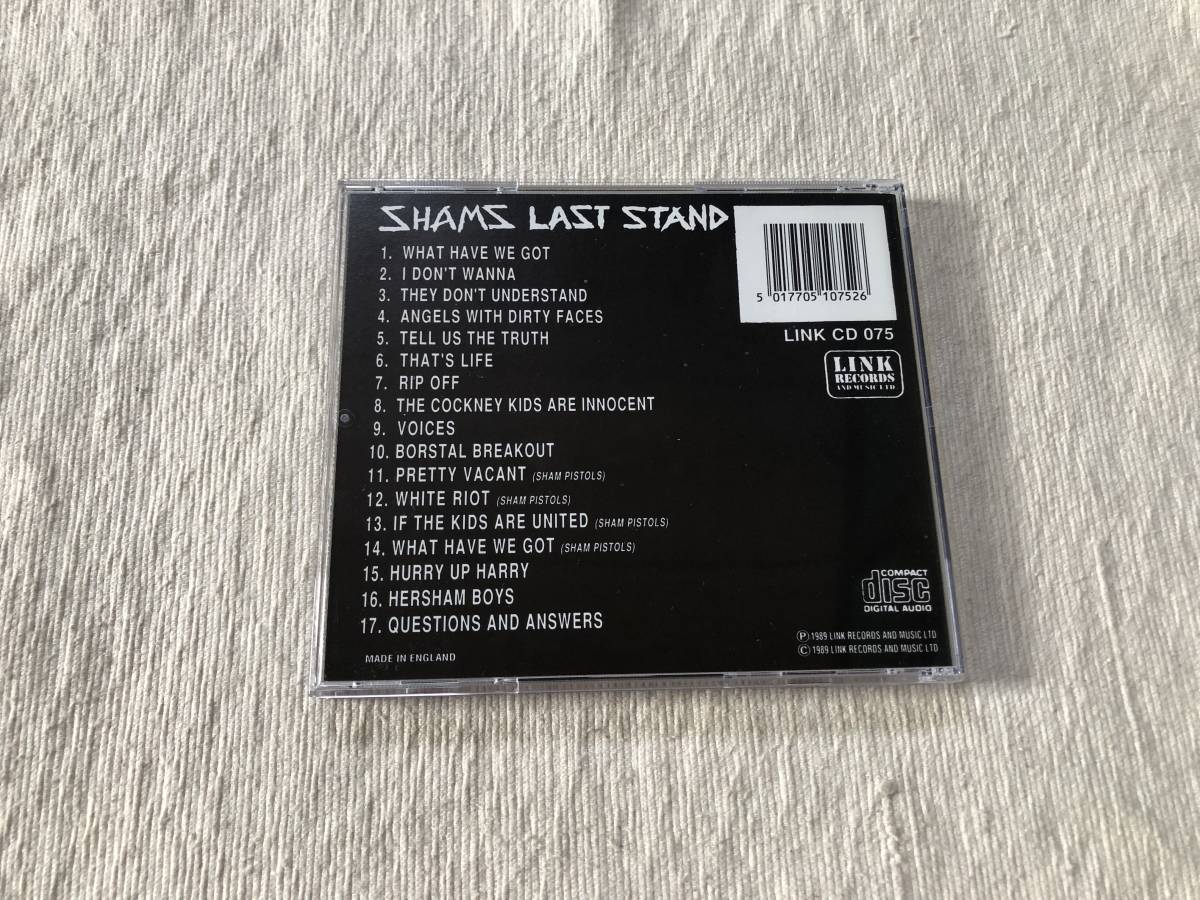 SHAMS LAST STAND
1. WHAT HAVE WE GOT
2. I DON'T WANNA
3. THEY DON'T UNDERSTAND
4. ANGELS WITH DIRTY FACES
5. TELL US THE TRUTH
6. THAT'S LIFE
7. RIP OFF
8. THE COCKNEY KIDS ARE INNOCENT
9. VOICES
10. BORSTAL BREAKOUT
11. PRETTY VACANT (SHAM PISTOLS)
12. WHITE RIOT (SHAM PISTOLS)
13. IF THE KIDS ARE UNITED (SHAM PISTOLS)
14. WHAT HAVE WE GOT (SHAM PISTOLS)
15. HURRY UP HARRY
16. HERSHAM BOYS
17. QUESTIONS AND ANSWERS
MADE IN ENGLAND
5 017705 107526
LINK CD 075
LINK
RECORDS
AND MUSIC LTD
COMPACT
disc
DIGITAL AUDIO
Ⓟ 1989 LINK RECORDS AND MUSIC LTD
© 1989 LINK RECORDS AND MUSIC LTD